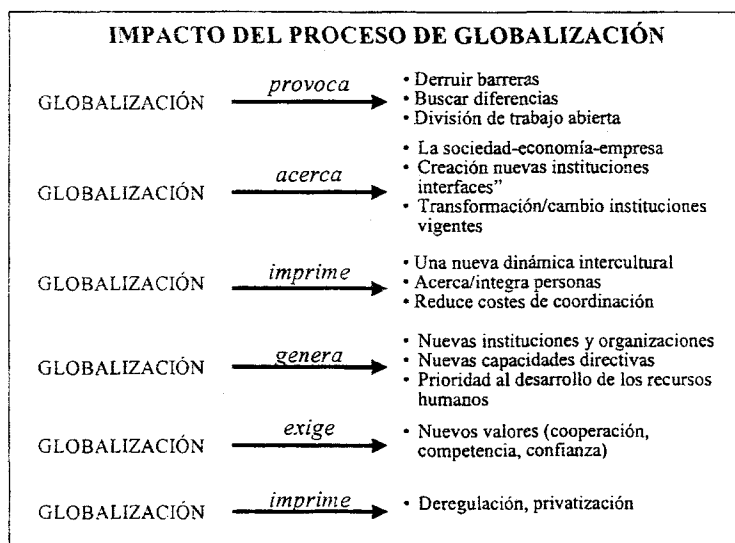 IMPACTO DEL PROCESO DE GLOBALIZACIÓN
GLOBALIZACIÓN
provoca
• Derruir barreras
• Buscar diferencias
• División de trabajo abierta
GLOBALIZACIÓN
acerca
• La sociedad-economía-empresa
• Creación nuevas instituciones
interfaces”
• Transformación/cambio instituciones
vigentes
GLOBALIZACIÓN
imprime
• Una nueva dinámica intercultural
• Acerca/integra personas
• Reduce costes de coordinación
GLOBALIZACIÓN
genera
• Nuevas instituciones y organizaciones
• Nuevas capacidades directivas
• Prioridad al desarrollo de los recursos
humanos
GLOBALIZACIÓN
exige
• Nuevos valores (cooperación,
competencia, confianza)
GLOBALIZACIÓN
imprime
• Deregulación, privatización